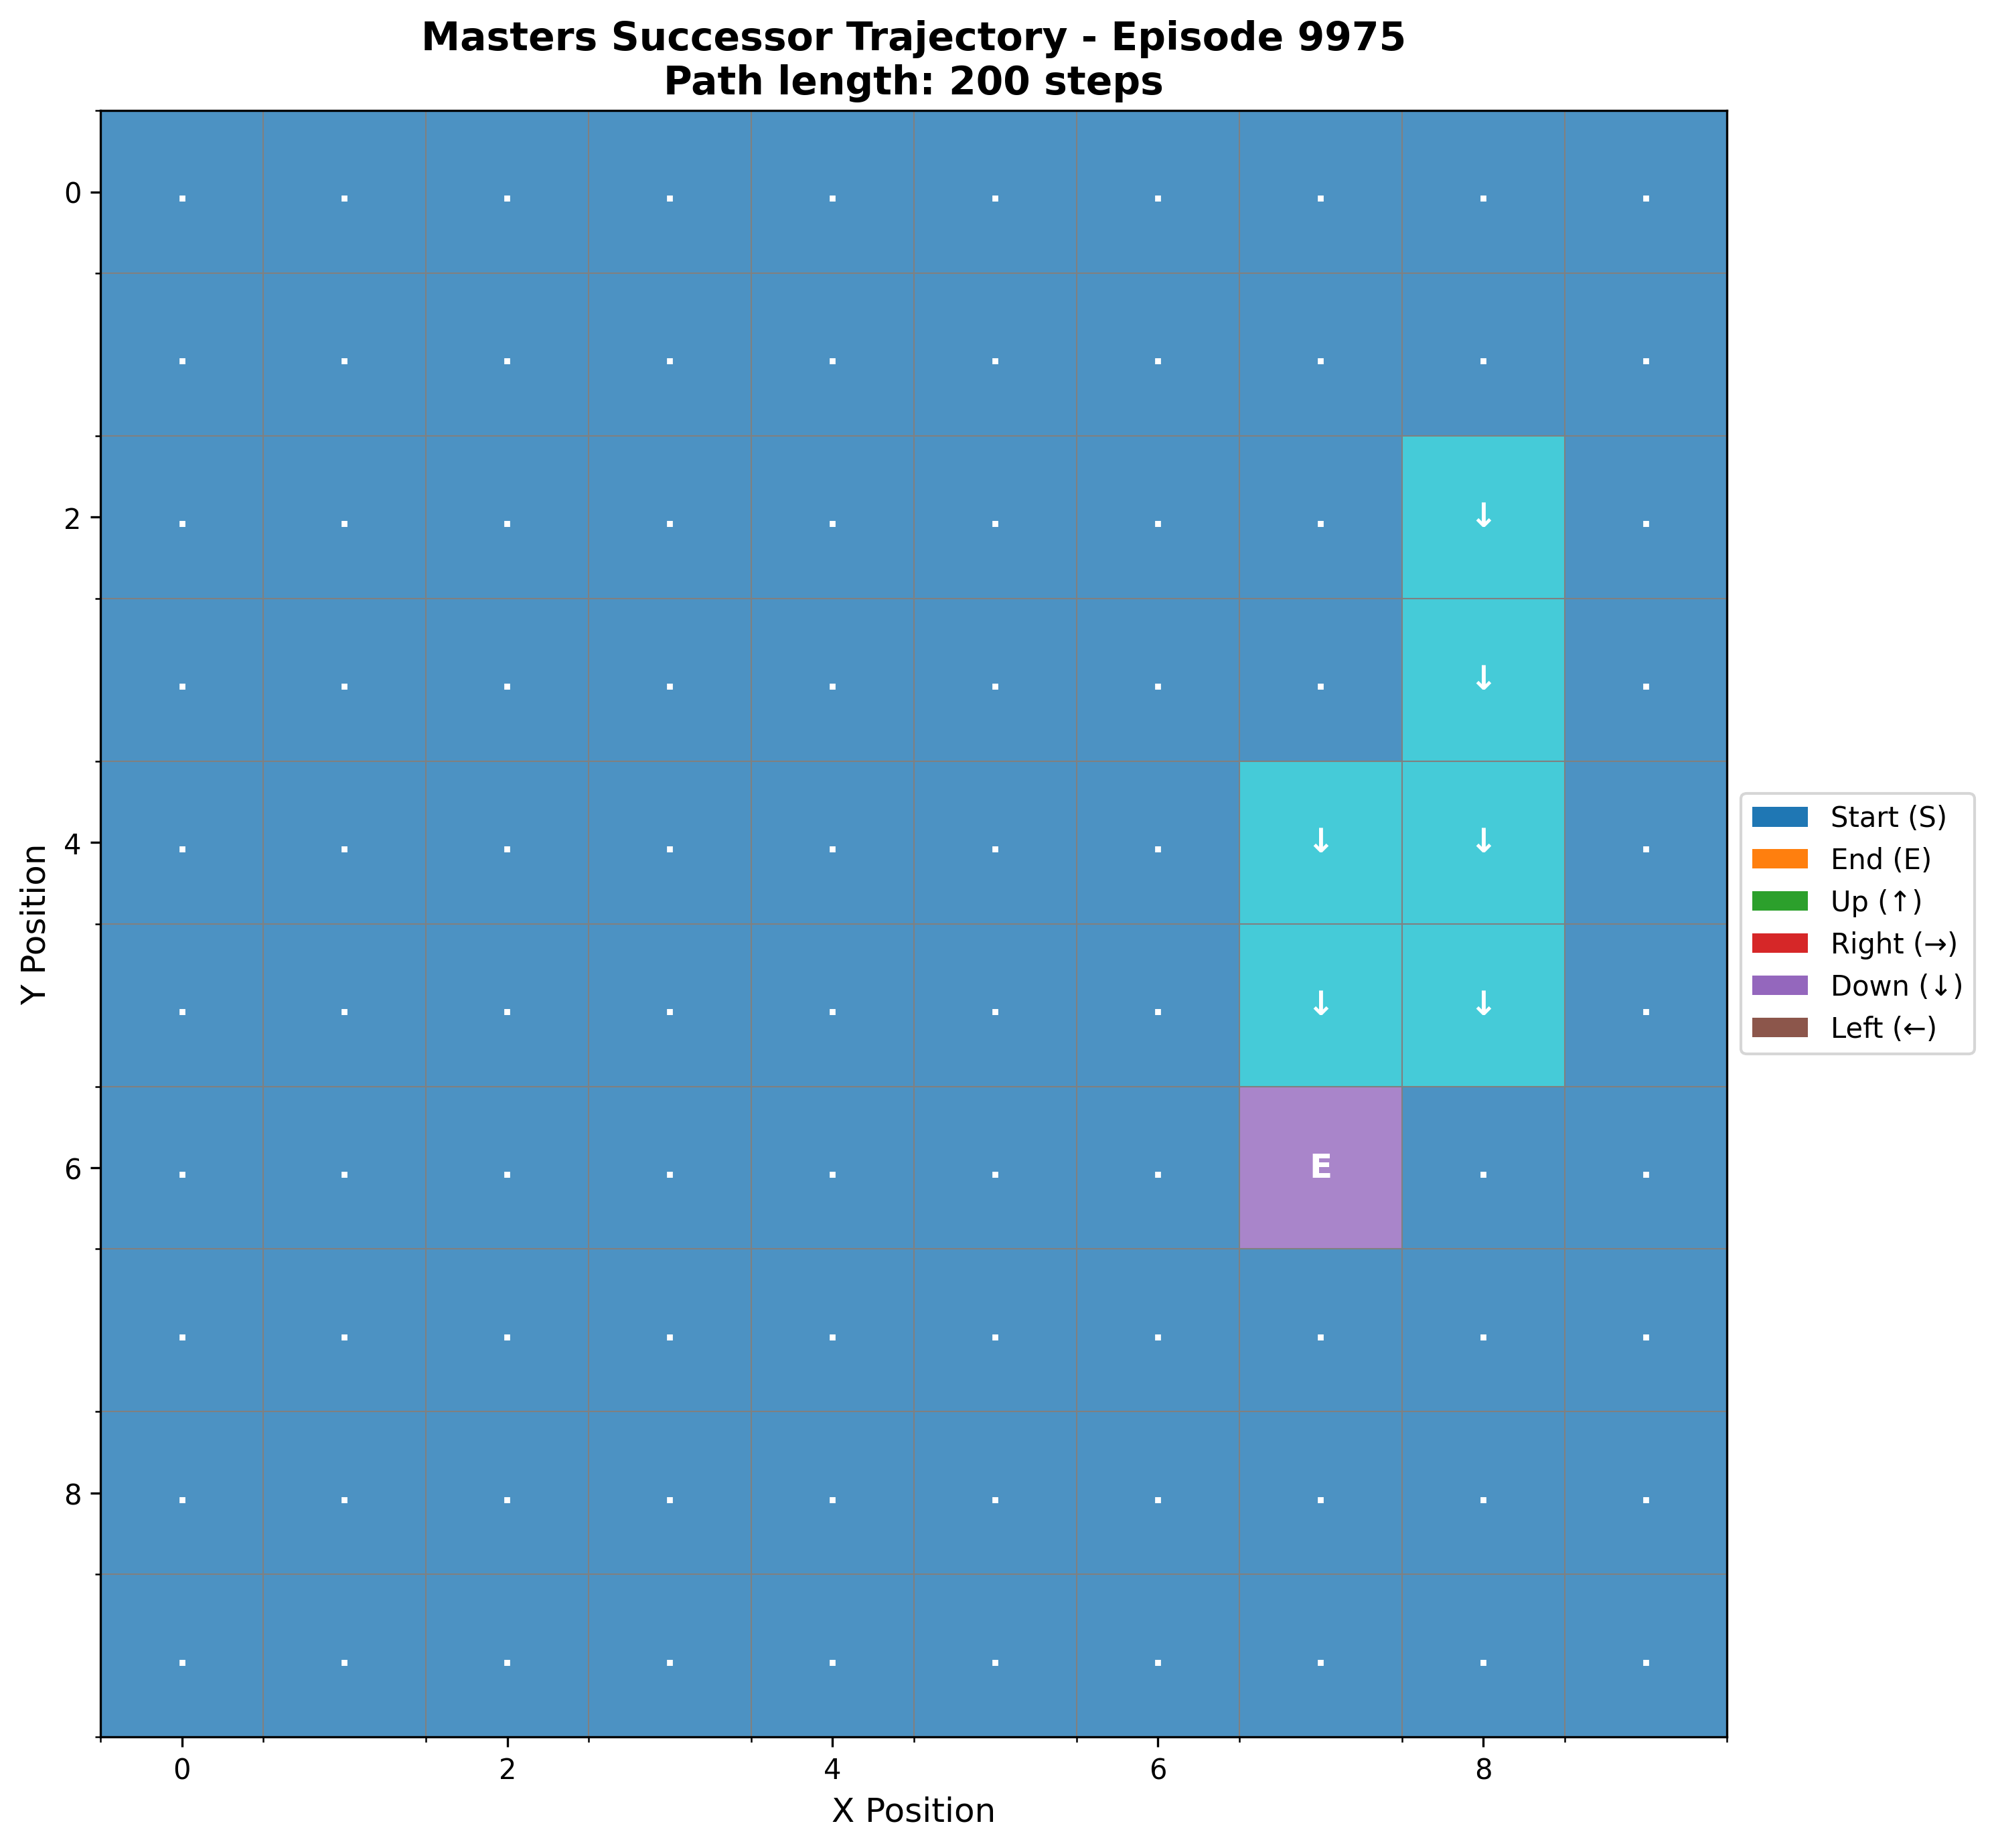 Masters Successor Trajectory - Episode 9975
Path length: 200 steps
0
2
↓
↓
4
↓ ↓
↓ ↓
6
E
8
0 2 4 6 8
X Position
Y Position
Start (S)
End (E)
Up (↑)
Right (→)
Down (↓)
Left (←)